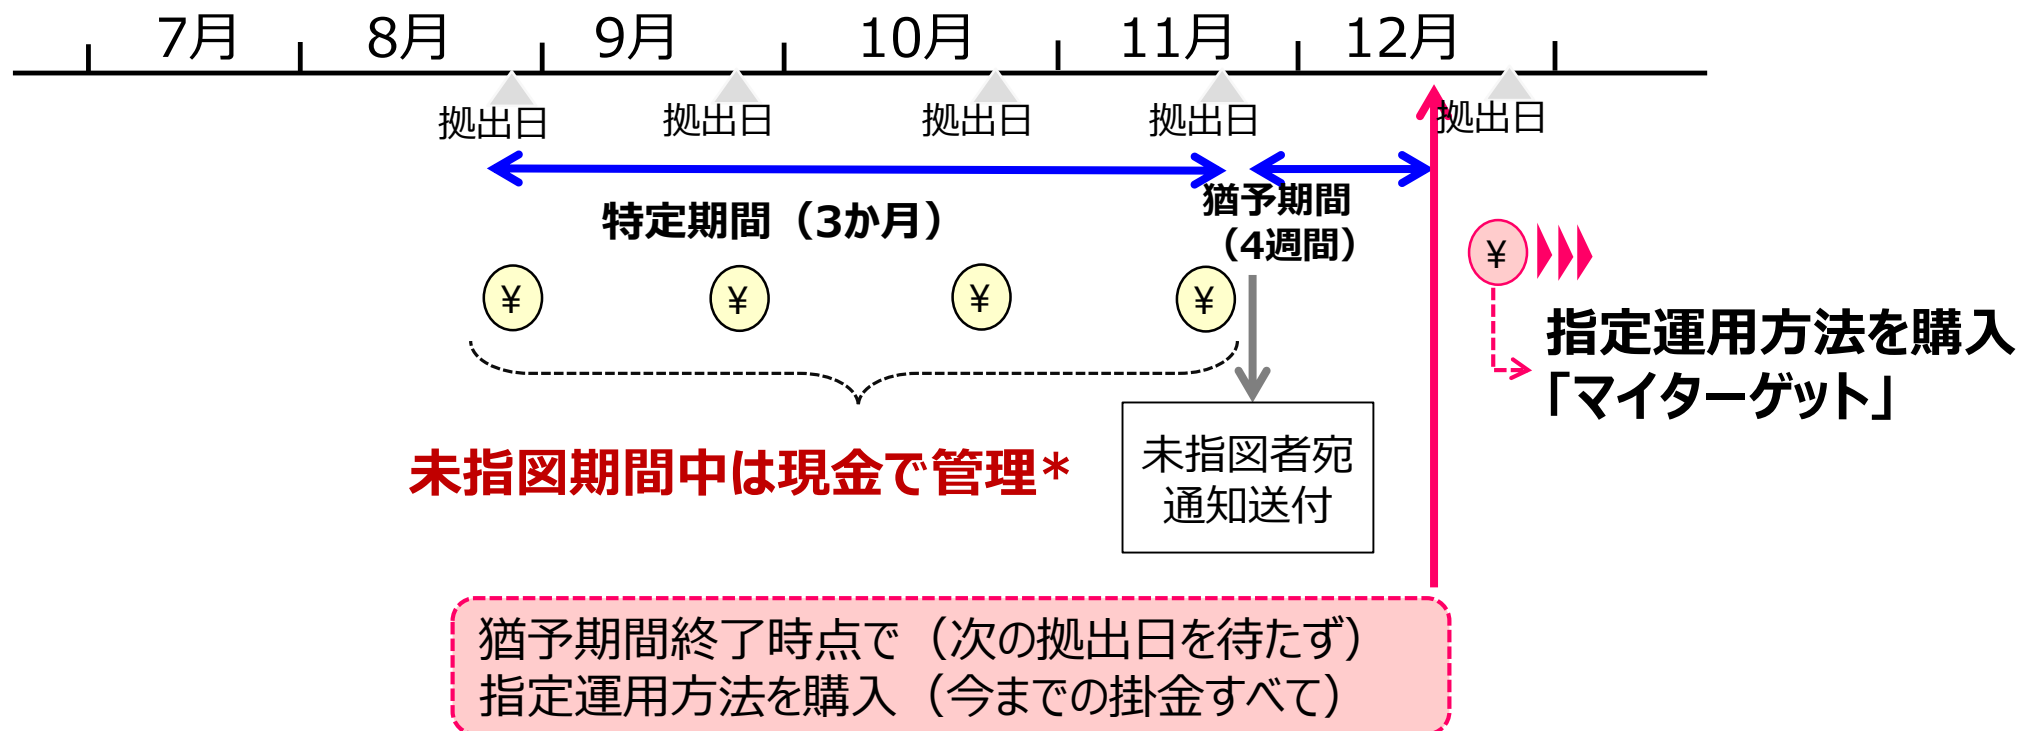 7月 8月 9月 10月 11月 12月
拠出日 拠出日 拠出日 拠出日 拠出日
特定期間（3か月）
猶予期間
（4週間）
¥ ¥ ¥ ¥ ¥
指定運用方法を購入
「マイターゲット」
未指図期間中は現金で管理*
未指図者宛
通知送付
猶予期間終了時点で（次の拠出日を待たず）
指定運用方法を購入（今までの掛金すべて）